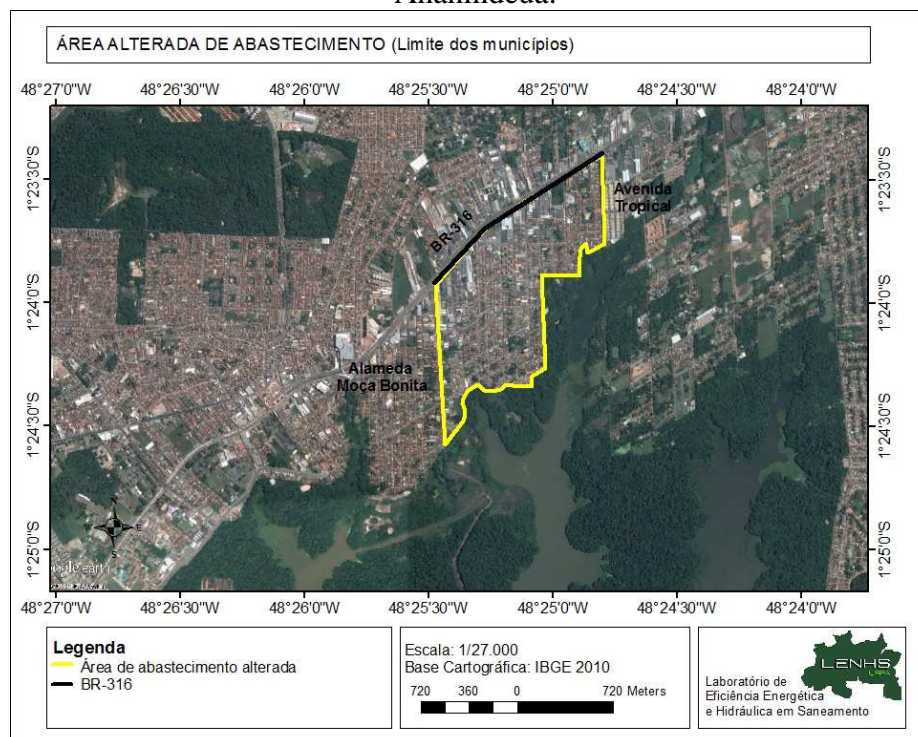 Ananindeua.
ÁREA ALTERADA DE ABASTECIMENTO (Limite dos municípios)
48°27'0"W 48°26'30"W 48°26'0"W 48°25'30"W 48°25'0"W 48°24'30"W 48°24'0"W
1°23'30"S
1°24'0"S
1°24'30"S
1°25'0"S
Avenida
Tropical
BR-316
Alameda
Moça Bonita
N
W E
S
1°23'30"S
1°24'0"S
1°24'30"S
1°25'0"S
48°27'0"W 48°26'30"W 48°26'0"W 48°25'30"W 48°25'0"W 48°24'30"W 48°24'0"W
Legenda
Área de abastecimento alterada
BR-316
Escala: 1/27.000
Base Cartográfica: IBGE 2010
720 360 0 720 Meters
LENHS
Laboratório de
Eficiência Energética
e Hidráulica em Saneamento